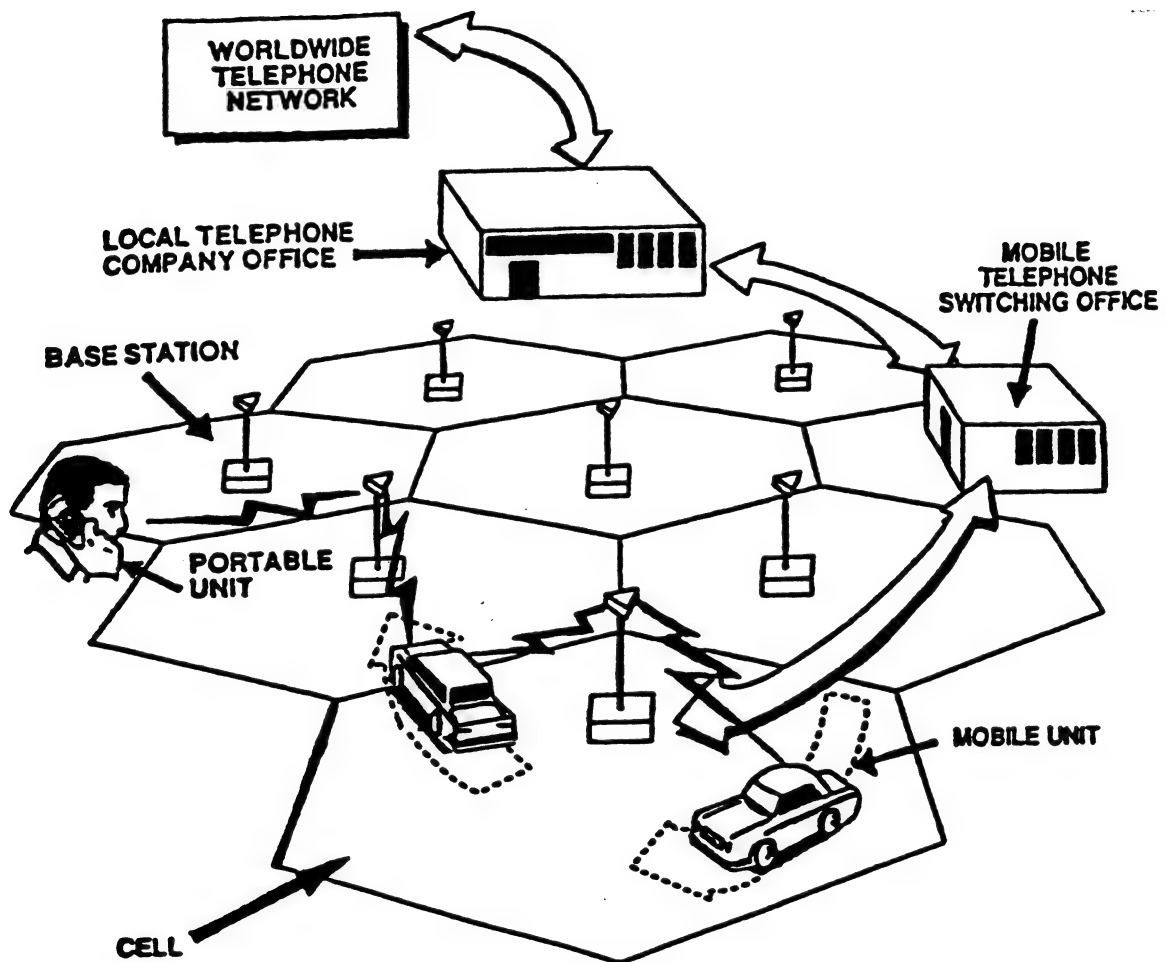 WORLDWIDE
TELEPHONE
NETWORK
LOCAL TELEPHONE
COMPANY OFFICE
MOBILE
TELEPHONE
SWITCHING OFFICE
BASE STATION
PORTABLE
UNIT
MOBILE UNIT
CELL